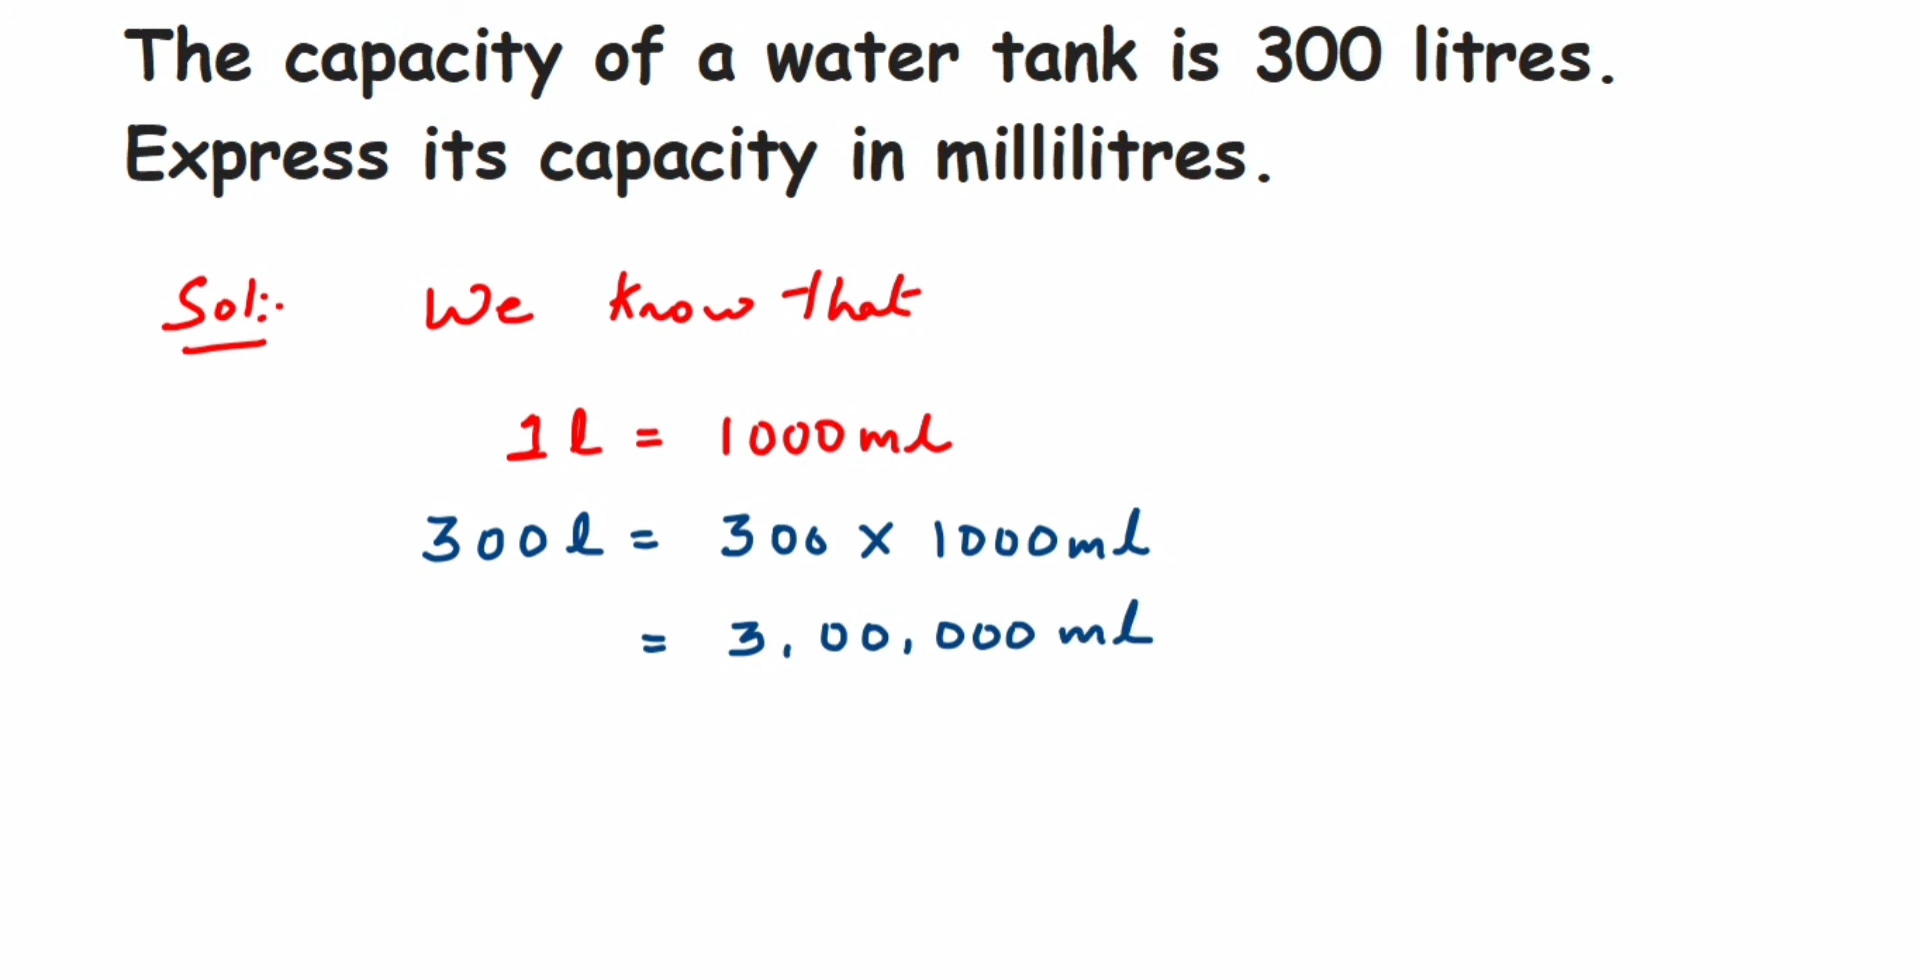 The capacity of a water tank is 300 litres.
Express its capacity in millilitres.
Sol:- We know that
1 l = 1000 ml
300 l = 300 x 1000 ml
= 3,00,000 ml